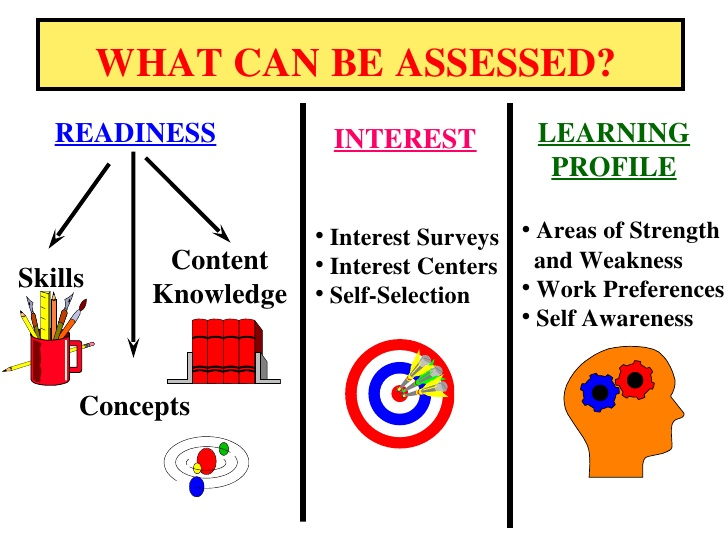 WHAT CAN BE ASSESSED?
READINESS
Skills
Content
Knowledge
Concepts
INTEREST
• Interest Surveys
• Interest Centers
• Self-Selection
LEARNING
PROFILE
• Areas of Strength
and Weakness
• Work Preferences
• Self Awareness